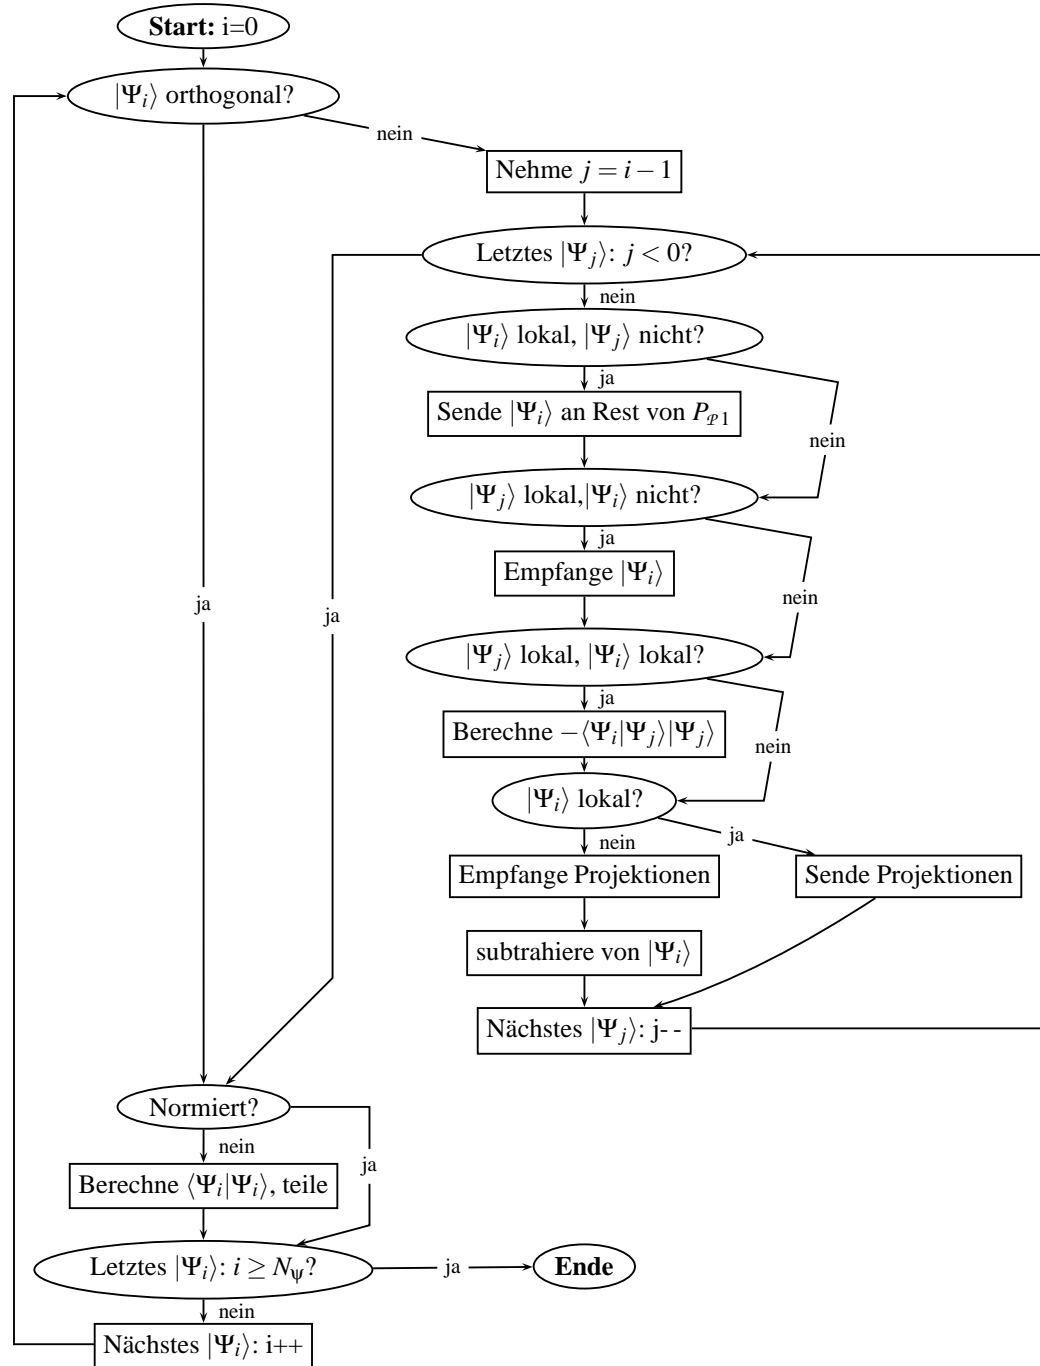 Start: i=0
|Ψ_i⟩ orthogonal?
nein
Nehme j = i − 1
Letztes |Ψ_j⟩: j < 0?
nein
|Ψ_i⟩ lokal, |Ψ_j⟩ nicht?
ja
Sende |Ψ_i⟩ an Rest von P_𝒫1
nein
|Ψ_j⟩ lokal,|Ψ_i⟩ nicht?
ja
Empfange |Ψ_i⟩
nein
ja
ja
|Ψ_j⟩ lokal, |Ψ_i⟩ lokal?
ja
Berechne −⟨Ψ_i|Ψ_j⟩|Ψ_j⟩
nein
|Ψ_i⟩ lokal?
nein
ja
Empfange Projektionen
Sende Projektionen
subtrahiere von |Ψ_i⟩
Nächstes |Ψ_j⟩: j--
Normiert?
nein
ja
Berechne ⟨Ψ_i|Ψ_i⟩, teile
Letztes |Ψ_i⟩: i ≥ N_ψ?
ja
Ende
nein
Nächstes |Ψ_i⟩: i++